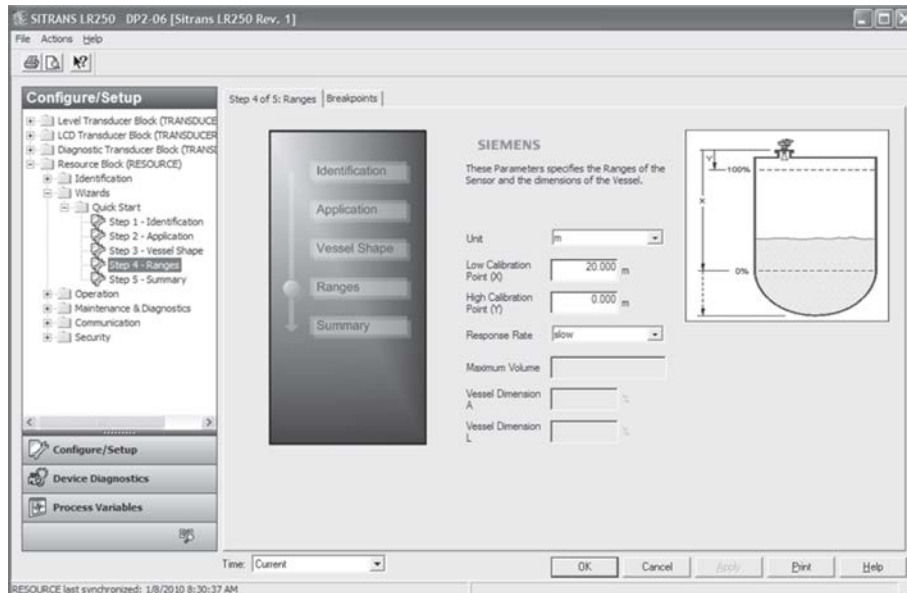 SITRANS LR250 DP2-06 [Sitrans LR250 Rev. 1]
File Actions Help
Configure/Setup
Level Transducer Block (TRANSDUCE
LCD Transducer Block (TRANSDUCER
Diagnostic Transducer Block (TRANSD
Resource Block (RESOURCE)
Identification
Wizards
Quick Start
Step 1 - Identification
Step 2 - Application
Step 3 - Vessel Shape
Step 4 - Ranges
Step 5 - Summary
Operation
Maintenance & Diagnostics
Communication
Security
Configure/Setup
Device Diagnostics
Process Variables
Step 4 of 5: Ranges
Breakpoints
Identification
Application
Vessel Shape
Ranges
Summary
SIEMENS
These Parameters specifies the Ranges of the
Sensor and the dimensions of the Vessel.
Unit m
Low Calibration
Point (X) 20.000 m
High Calibration
Point (Y) 0.000 m
Response Rate slow
Maximum Volume
Vessel Dimension
A
Vessel Dimension
L
Y
100%
X
0%
Time: Current
OK Cancel Apply Print Help
RESOURCE last synchronized: 1/8/2010 8:30:37 AM